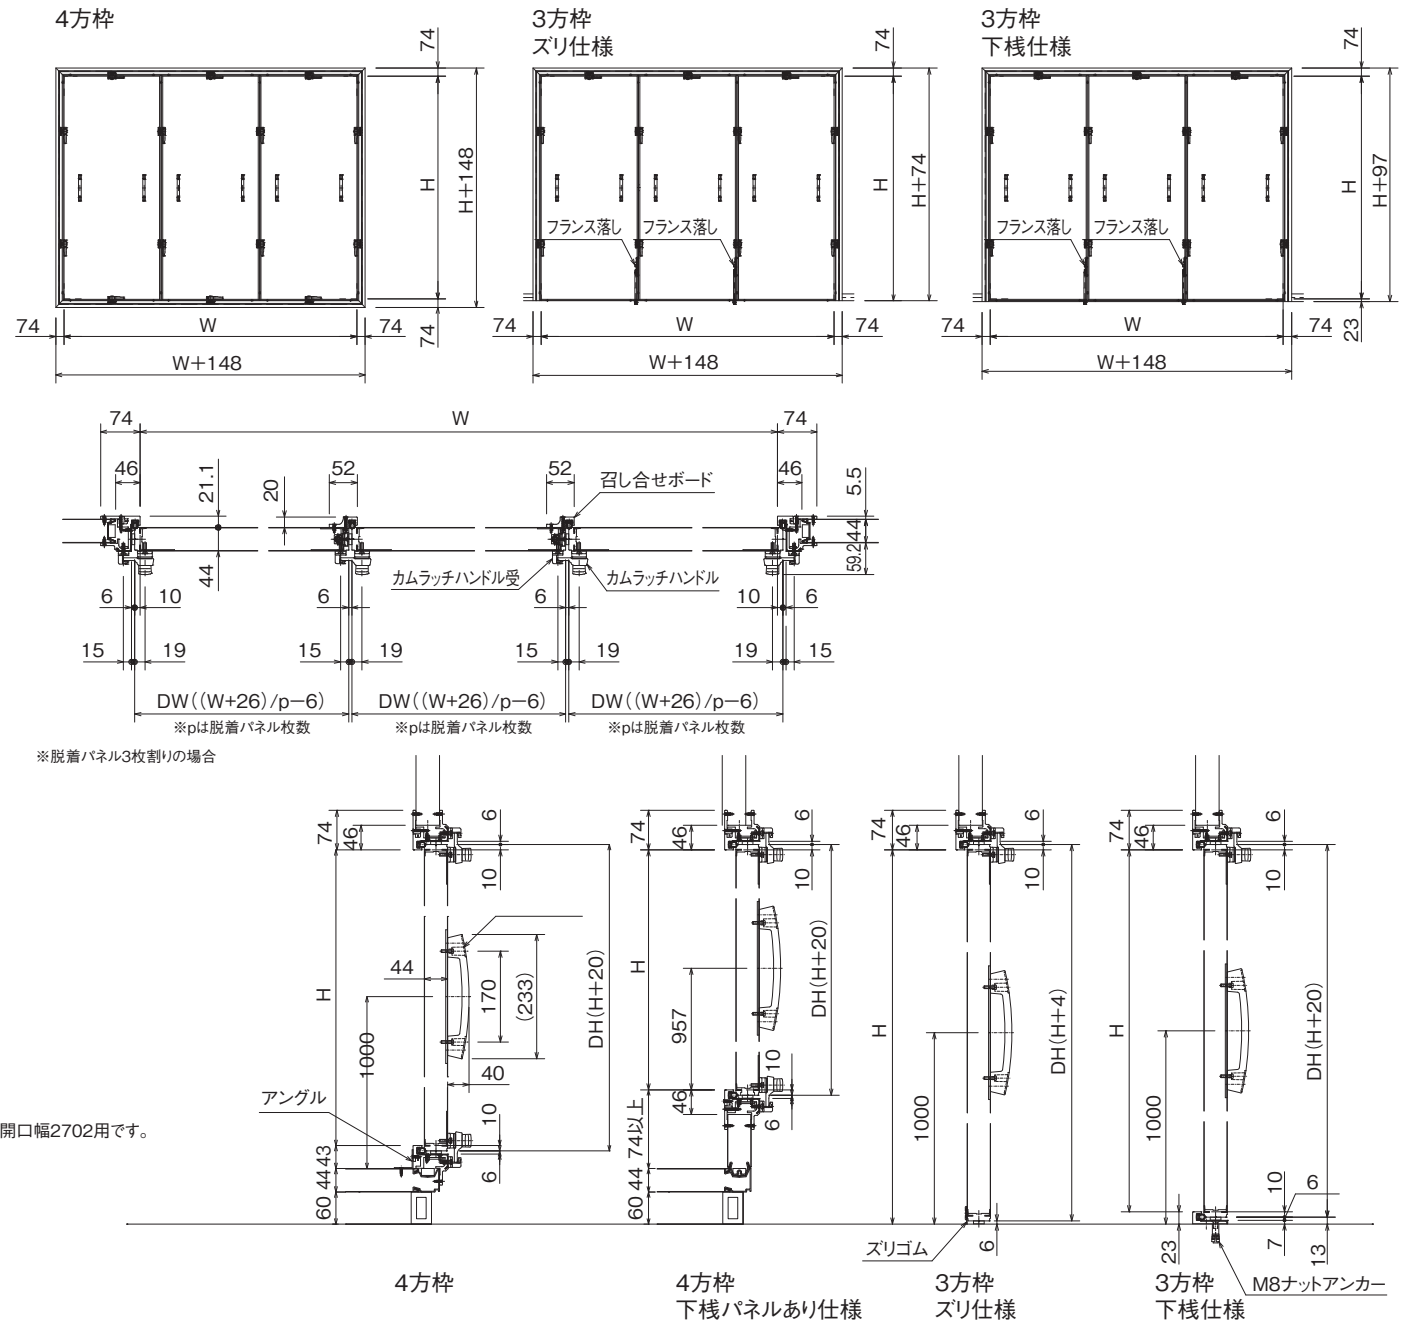 4方枠
74
H
H+148
74
74
W
74
W+148
3方枠
ズリ仕様
74
H
H+74
フランス落し
フランス落し
74
W
74
W+148
3方枠
下桟仕様
74
H
H+97
フランス落し
フランス落し
23
74
W
74
W+148
74
W
74
46
21.1
20
52
52
召し合せボード
46
5.5
44
59.2
44
カムラッチハンドル受
カムラッチハンドル
6
10
6
6
10
6
15
19
15
19
15
19
19
15
DW((W+26)/p−6)
DW((W+26)/p−6)
DW((W+26)/p−6)
※pは脱着パネル枚数
※pは脱着パネル枚数
※pは脱着パネル枚数
※脱着パネル3枚割りの場合
74
46
6
10
H
44
170
(233)
DH(H+20)
1000
40
アングル
10
43
44
6
60
開口幅2702用です。
4方枠
74
46
6
10
H
957
DH(H+20)
10
46
6
74以上
44
60
4方枠
下桟パネルあり仕様
74
46
6
10
H
DH(H+4)
1000
ズリゴム
6
3方枠
ズリ仕様
74
46
6
10
H
DH(H+20)
1000
10
6
23
7
13
M8ナットアンカー
3方枠
下桟仕様